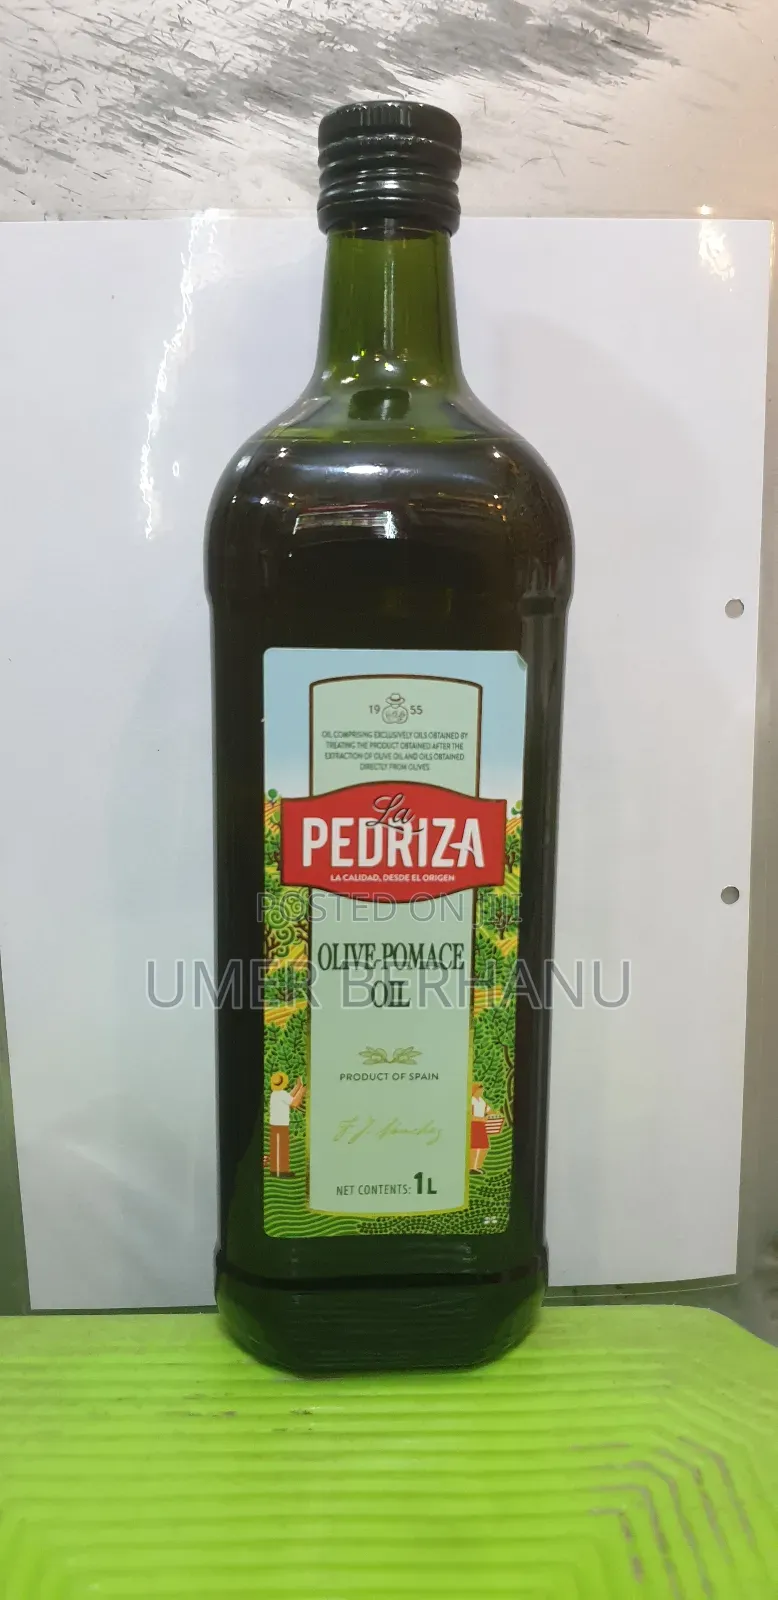 19 55
OIL COMPRISING EXCLUSIVELY OILS OBTAINED BY
TREATING THE PRODUCT OBTAINED AFTER THE
EXTRACTION OF OLIVE OIL AND OILS OBTAINED
DIRECTLY FROM OLIVES
La
PEDRIZA
LA CALIDAD, DESDE EL ORIGEN
POSTED ON JIJI
OLIVE-POMACE
UMER BERHANU
OIL
PRODUCT OF SPAIN
F. J. Sánchez
NET CONTENTS: 1L